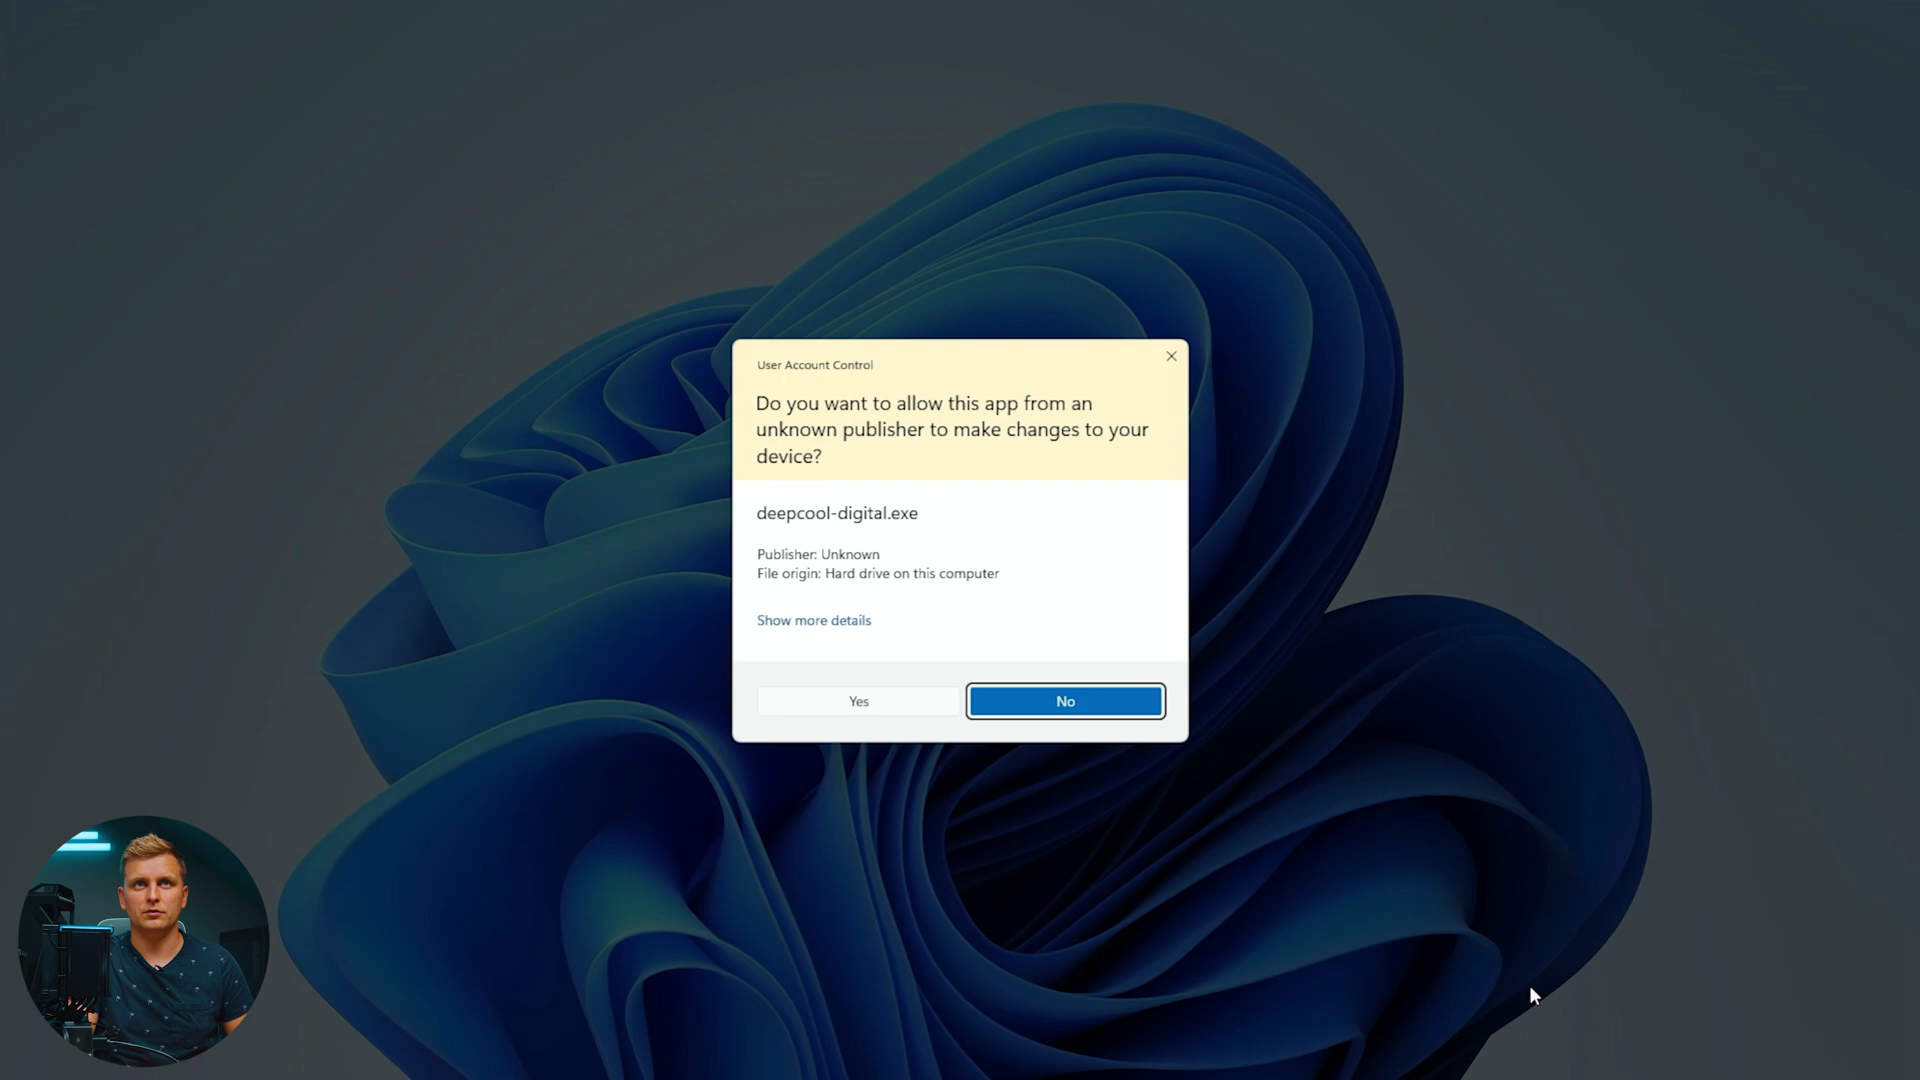 User Account Control
Do you want to allow this app from an
unknown publisher to make changes to your
device?
deepcool-digital.exe
Publisher: Unknown
File origin: Hard drive on this computer
Show more details
Yes
No